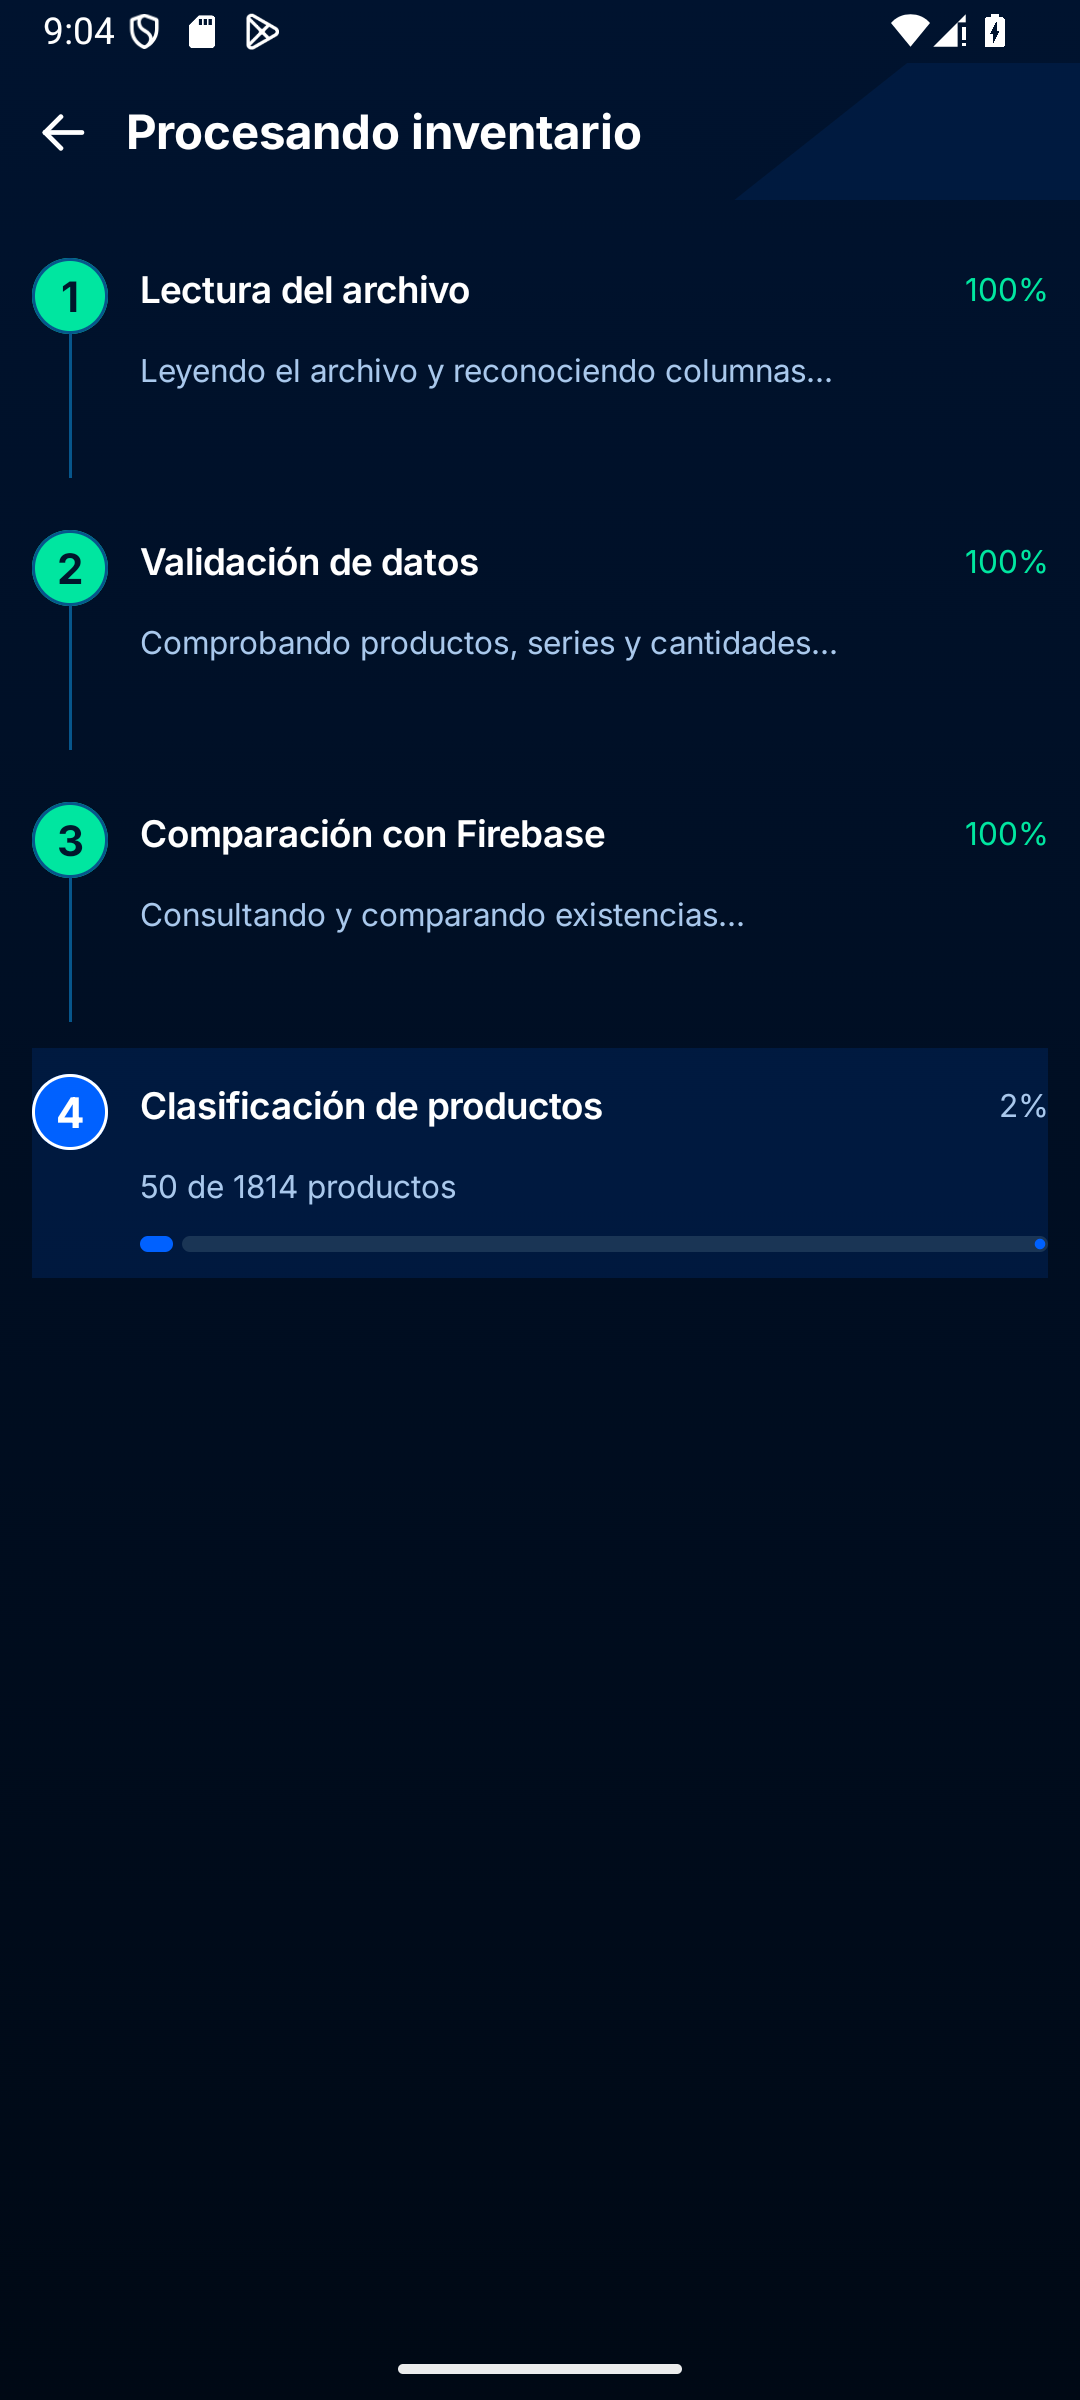 9:04
Procesando inventario
1
Lectura del archivo
100%
Leyendo el archivo y reconociendo columnas...
2
Validación de datos
100%
Comprobando productos, series y cantidades...
3
Comparación con Firebase
100%
Consultando y comparando existencias...
4
Clasificación de productos
2%
50 de 1814 productos